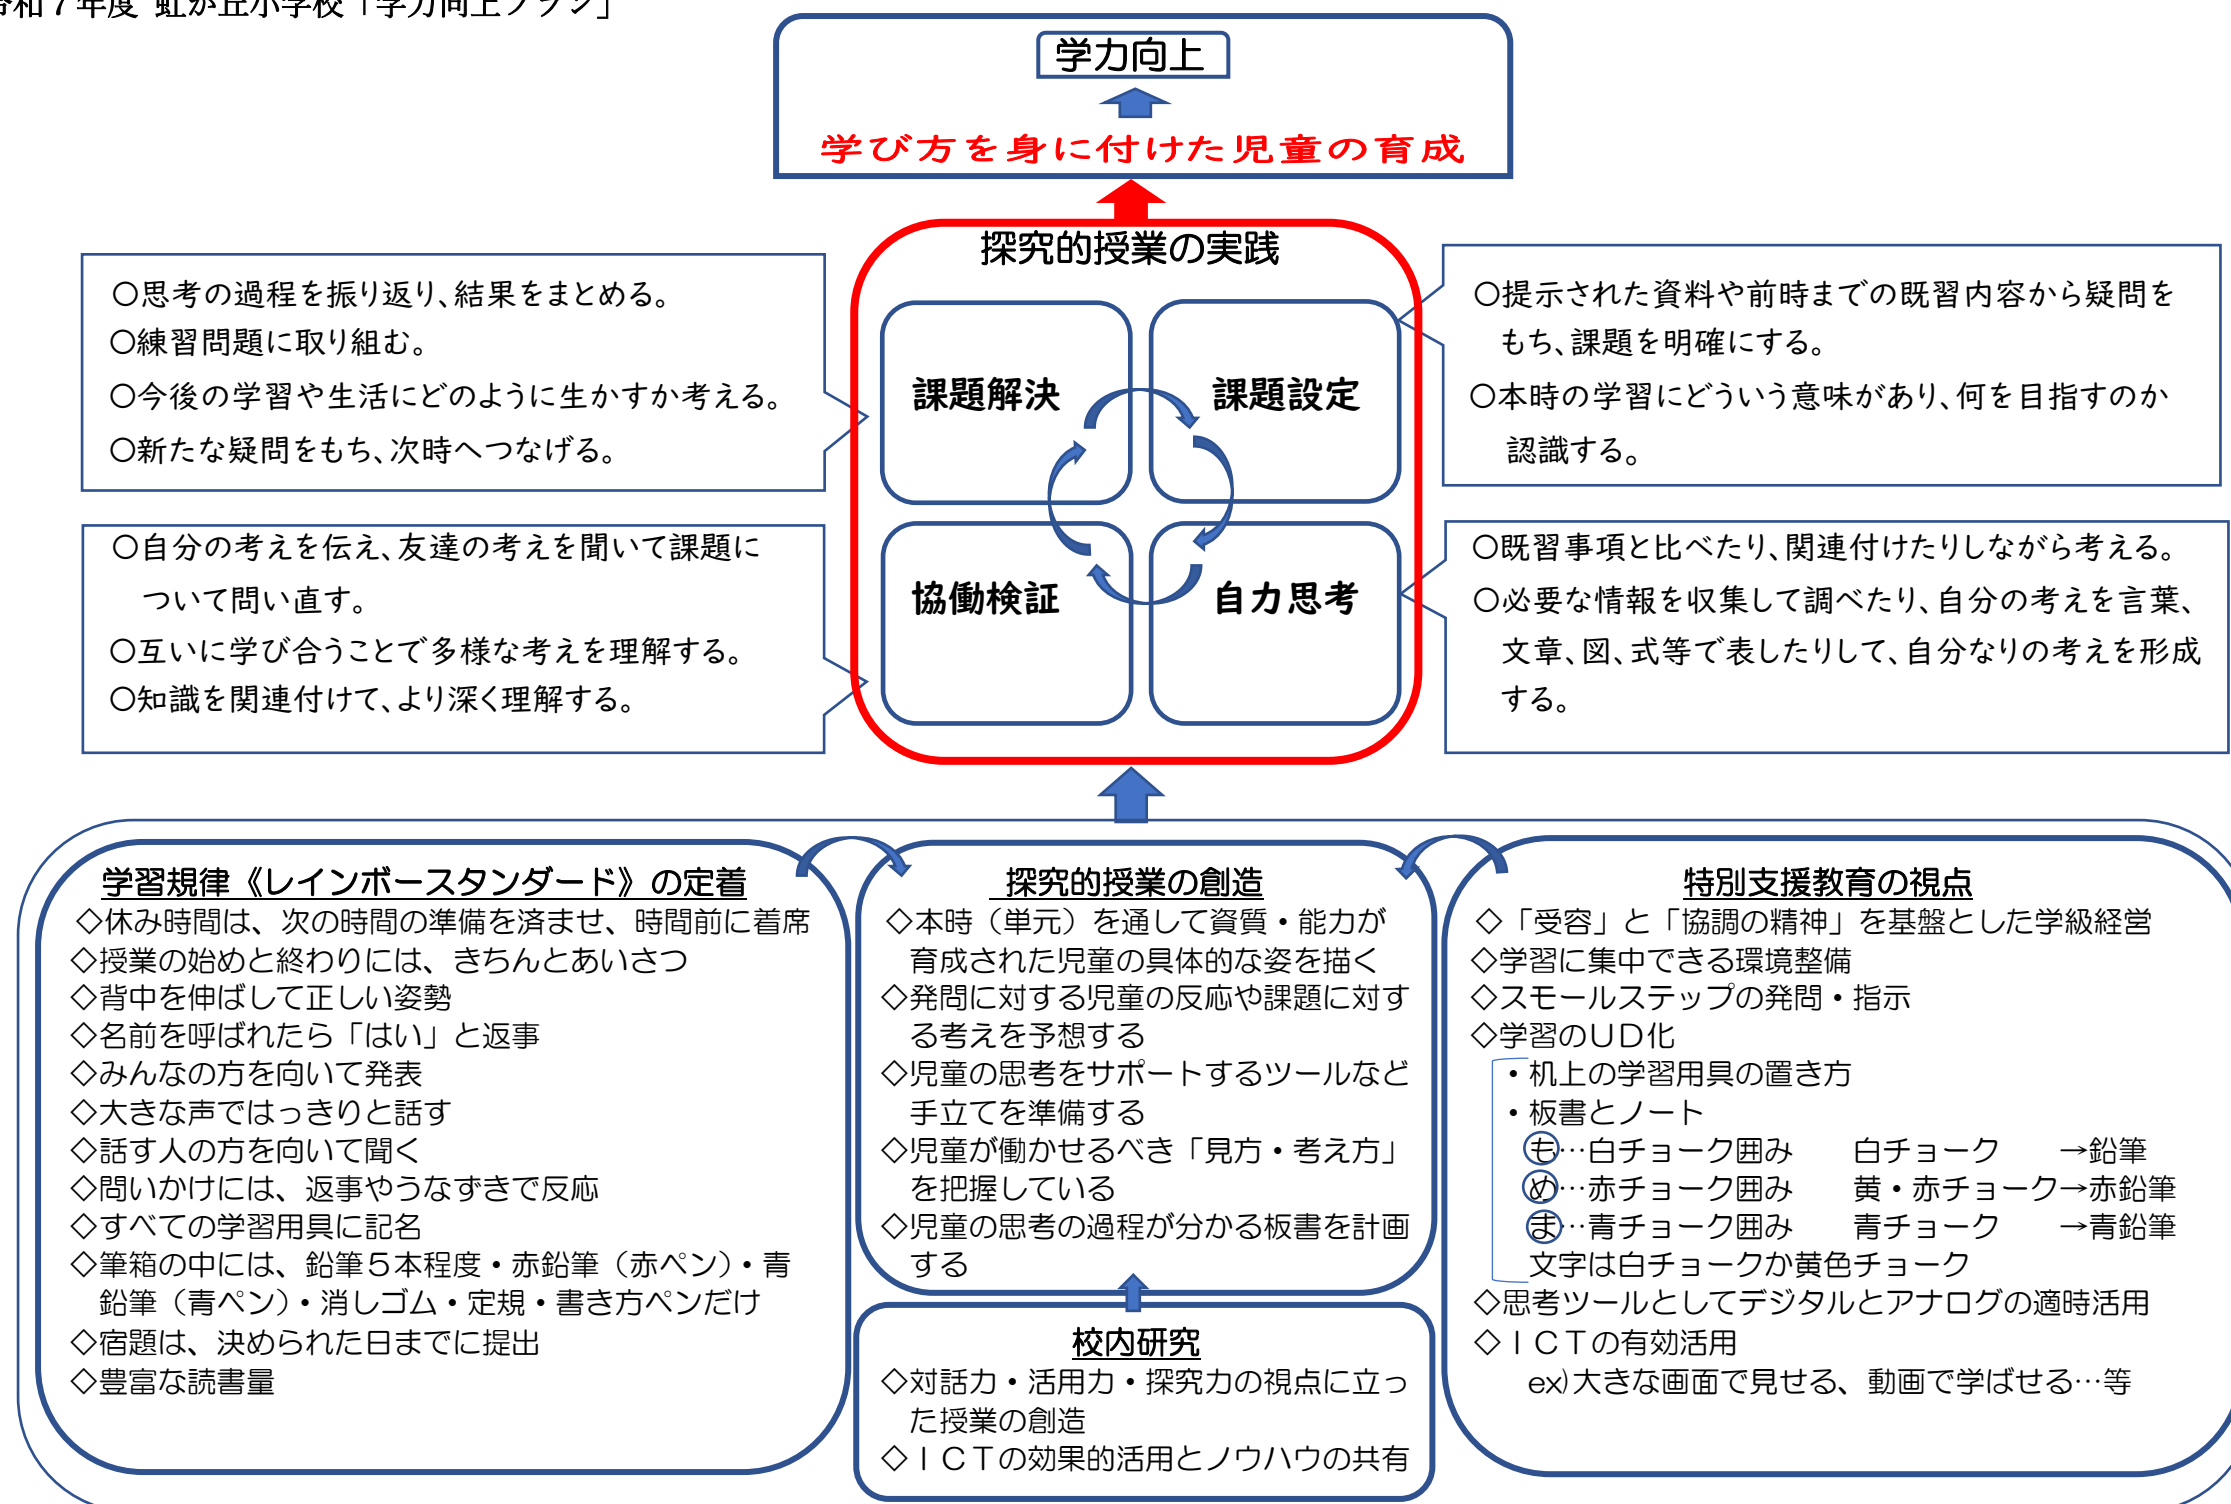 令和７年度 虹が丘小学校「学力向上プラン」
学力向上
学び方を身に付けた児童の育成
探究的授業の実践
○思考の過程を振り返り、結果をまとめる。
○練習問題に取り組む。
○今後の学習や生活にどのように生かすか考える。
○新たな疑問をもち、次時へつなげる。
課題解決
課題設定
○提示された資料や前時までの既習内容から疑問を
もち、課題を明確にする。
○本時の学習にどういう意味があり、何を目指すのか
認識する。
○自分の考えを伝え、友達の考えを聞いて課題に
ついて問い直す。
○互いに学び合うことで多様な考えを理解する。
○知識を関連付けて、より深く理解する。
協働検証
自力思考
○既習事項と比べたり、関連付けたりしながら考える。
○必要な情報を収集して調べたり、自分の考えを言葉、
文章、図、式等で表したりして、自分なりの考えを形成
する。
学習規律《レインボースタンダード》の定着
◇休み時間は、次の時間の準備を済ませ、時間前に着席
◇授業の始めと終わりには、きちんとあいさつ
◇背中を伸ばして正しい姿勢
◇名前を呼ばれたら「はい」と返事
◇みんなの方を向いて発表
◇大きな声ではっきりと話す
◇話す人の方を向いて聞く
◇問いかけには、返事やうなずきで反応
◇すべての学習用具に記名
◇筆箱の中には、鉛筆５本程度・赤鉛筆（赤ペン）・青
鉛筆（青ペン）・消しゴム・定規・書き方ペンだけ
◇宿題は、決められた日までに提出
◇豊富な読書量
探究的授業の創造
◇本時（単元）を通して資質・能力が
育成された児童の具体的な姿を描く
◇発問に対する児童の反応や課題に対す
る考えを予想する
◇児童の思考をサポートするツールなど
手立てを準備する
◇児童が働かせるべき「見方・考え方」
を把握している
◇児童の思考の過程が分かる板書を計画
する
校内研究
◇対話力・活用力・探究力の視点に立っ
た授業の創造
◇ＩＣＴの効果的活用とノウハウの共有
特別支援教育の視点
◇「受容」と「協調の精神」を基盤とした学級経営
◇学習に集中できる環境整備
◇スモールステップの発問・指示
◇学習のＵＤ化
・机上の学習用具の置き方
・板書とノート
も…白チョーク囲み　白チョーク　→鉛筆
め…赤チョーク囲み　黄・赤チョーク→赤鉛筆
ま…青チョーク囲み　青チョーク　→青鉛筆
文字は白チョークか黄色チョーク
◇思考ツールとしてデジタルとアナログの適時活用
◇ＩＣＴの有効活用
ex)大きな画面で見せる、動画で学ばせる…等